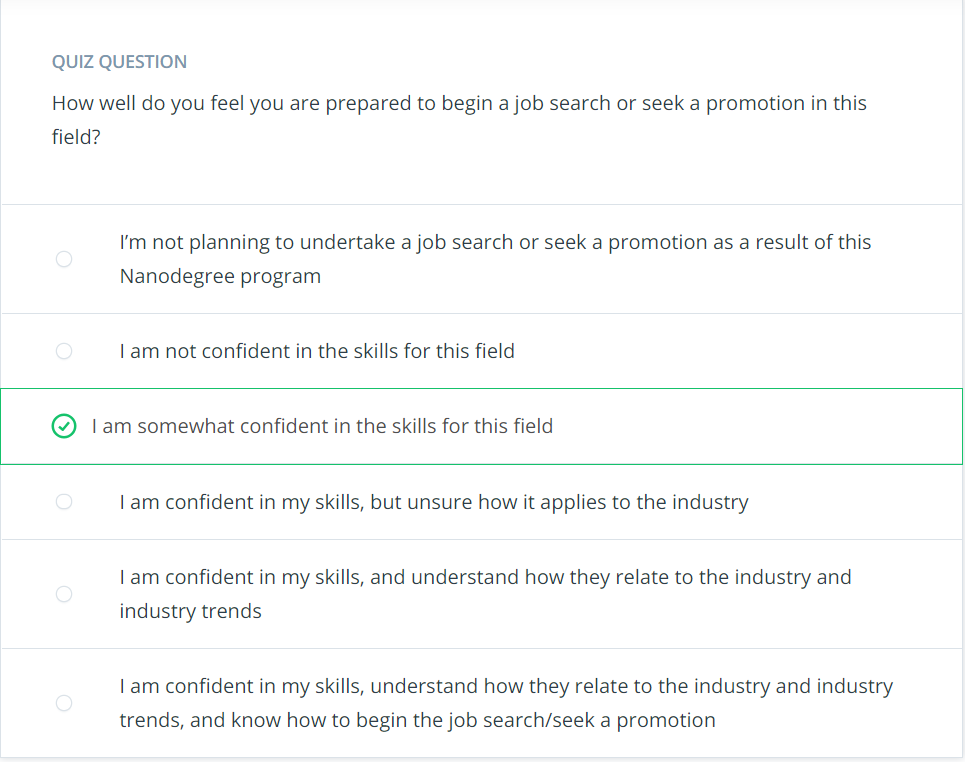 QUIZ QUESTION
How well do you feel you are prepared to begin a job search or seek a promotion in this
field?
I’m not planning to undertake a job search or seek a promotion as a result of this
Nanodegree program
I am not confident in the skills for this field
I am somewhat confident in the skills for this field
I am confident in my skills, but unsure how it applies to the industry
I am confident in my skills, and understand how they relate to the industry and
industry trends
I am confident in my skills, understand how they relate to the industry and industry
trends, and know how to begin the job search/seek a promotion